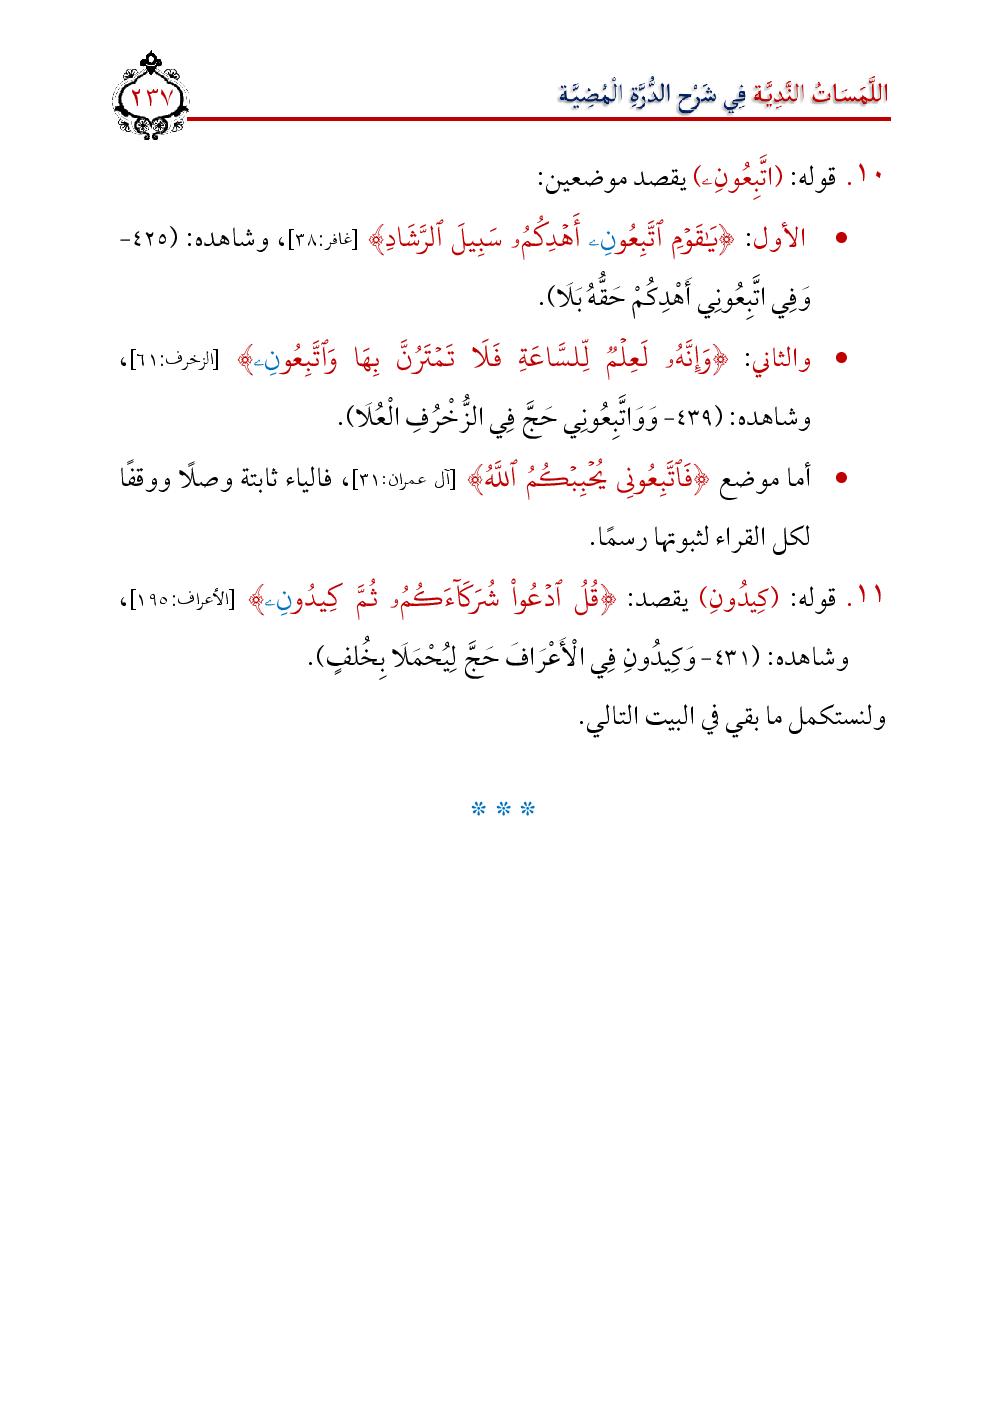 اللَّمَسَاتُ النَّدِيَّة فِي شَرْح الدُّرَّةِ الْمُضِيَّة
٢٣٧
١٠. قوله: (اتَّبِعُونِۦ) يقصد موضعين:
• الأول: ﴿يَٰقَوْمِ ٱتَّبِعُونِۦ أَهْدِكُمُۥ سَبِيلَ ٱلرَّشَادِ﴾ [غافر:٣٨]، وشاهده: (٤٢٥-
وَفِي اتَّبِعُونِي أَهْدِكُمْ حَقُّهُ بَلَا).
• والثاني: ﴿وَإِنَّهُۥ لَعِلْمٌ لِّلسَّاعَةِ فَلَا تَمْتَرُنَّ بِهَا وَٱتَّبِعُونِۦ﴾ [الزخرف:٦١]،
وشاهده: (٤٣٩- وَوَاتَّبِعُونِي حَجَّ فِي الزُّخْرُفِ الْعُلَا).
• أما موضع ﴿فَٱتَّبِعُونِى يُحْبِبْكُمُ ٱللَّهُ﴾ [آل عمران:٣١]، فالياء ثابتة وصلًا ووقفًا
لكل القراء لثبوتها رسمًا.
١١. قوله: (كِيدُونِ) يقصد: ﴿قُلُ ٱدْعُواْ شُرَكَآءَكُمُۥ ثُمَّ كِيدُونِۦ﴾ [الأعراف:١٩٥]،
وشاهده: (٤٣١- وَكِيدُونِ فِي الْأَعْرَافَ حَجَّ لِيُحْمَلَا بِخُلفٍ).
ولنستكمل ما بقي في البيت التالي.
* * *